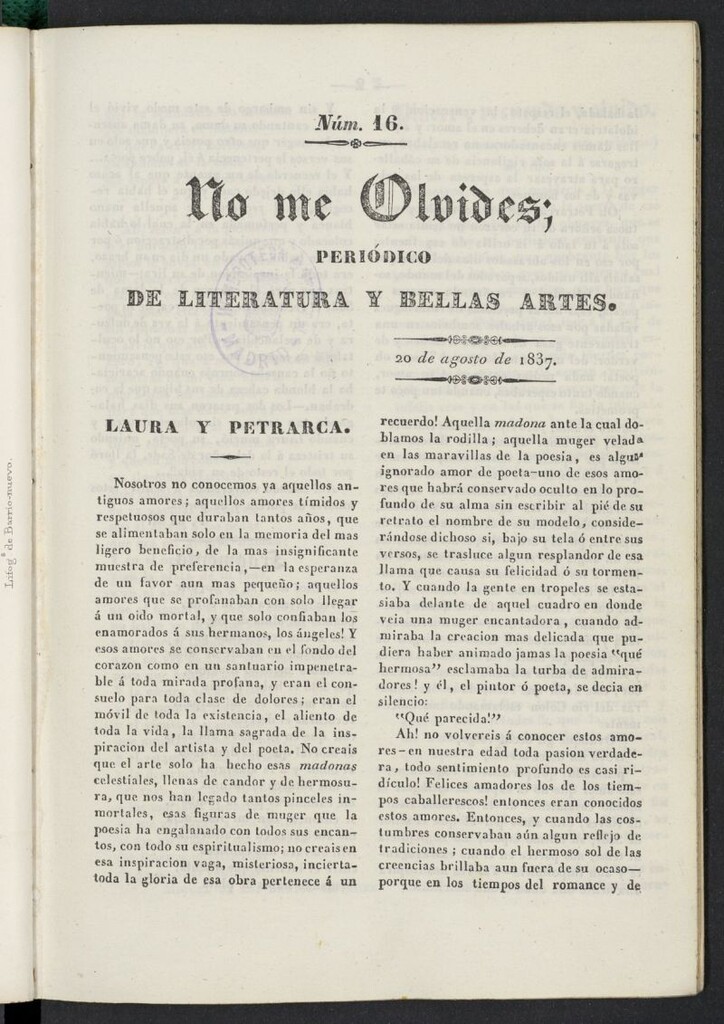 Núm. 16.
No me Olvides;
PERIÓDICO
DE LITERATURA Y BELLAS ARTES.
20 de agosto de 1837.
LAURA Y PETRARCA.
Nosotros no conocemos ya aquellos an-
tiguos amores; aquellos amores tímidos y
respetuosos que duraban tantos años, que
se alimentaban solo en la memoria del mas
ligero beneficio, de la mas insignificante
muestra de preferencia,—en la esperanza
de un favor aun mas pequeño; aquellos
amores que se profanaban con solo llegar
á un oido mortal, y que solo confiaban los
enamorados á sus hermanos, los ángeles! Y
esos amores se conservaban en el fondo del
corazon como en un santuario impenetra-
ble á toda mirada profana, y eran el con-
suelo para toda clase de dolores; eran el
móvil de toda la existencia, el aliento de
toda la vida, la llama sagrada de la ins-
piracion del artista y del poeta. No creais
que el arte solo ha hecho esas madonas
celestiales, llenas de candor y de hermosu-
ra, que nos han legado tantos pinceles in-
mortales, esas figuras de muger que la
poesia ha engalanado con todos sus encan-
tos, con todo su espiritualismo; no creais en
esa inspiracion vaga, misteriosa, incierta-
toda la gloria de esa obra pertenece á un
recuerdo! Aquella madona ante la cual do-
blamos la rodilla; aquella muger velada
en las maravillas de la poesia, es algun
ignorado amor de poeta-uno de esos amo-
res que habrá conservado oculto en lo pro-
fundo de su alma sin escribir al pié de su
retrato el nombre de su modelo, conside-
rándose dichoso si, bajo su tela ó entre sus
versos, se trasluce algun resplandor de esa
llama que causa su felicidad ó su tormen-
to. Y cuando la gente en tropeles se esta-
siaba delante de aquel cuadro en donde
veia una muger encantadora, cuando ad-
miraba la creacion mas delicada que pu-
diera haber animado jamas la poesia “qué
hermosa” esclamaba la turba de admira-
dores! y él, el pintor ó poeta, se decia en
silencio:
“Qué parecida!”
Ah! no volvereis á conocer estos amo-
res-en nuestra edad toda pasion verdade-
ra, todo sentimiento profundo es casi ri-
dículo! Felices amadores los de los tiem-
pos caballerescos! entonces eran conocidos
estos amores. Entonces, y cuando las cos-
tumbres conservaban aún algun reflejo de
tradiciones; cuando el hermoso sol de las
creencias brillaba aun fuera de su ocaso—
porque en los tiempos del romance y de
Litog.ª de Barrio-nuevo.
MADRID